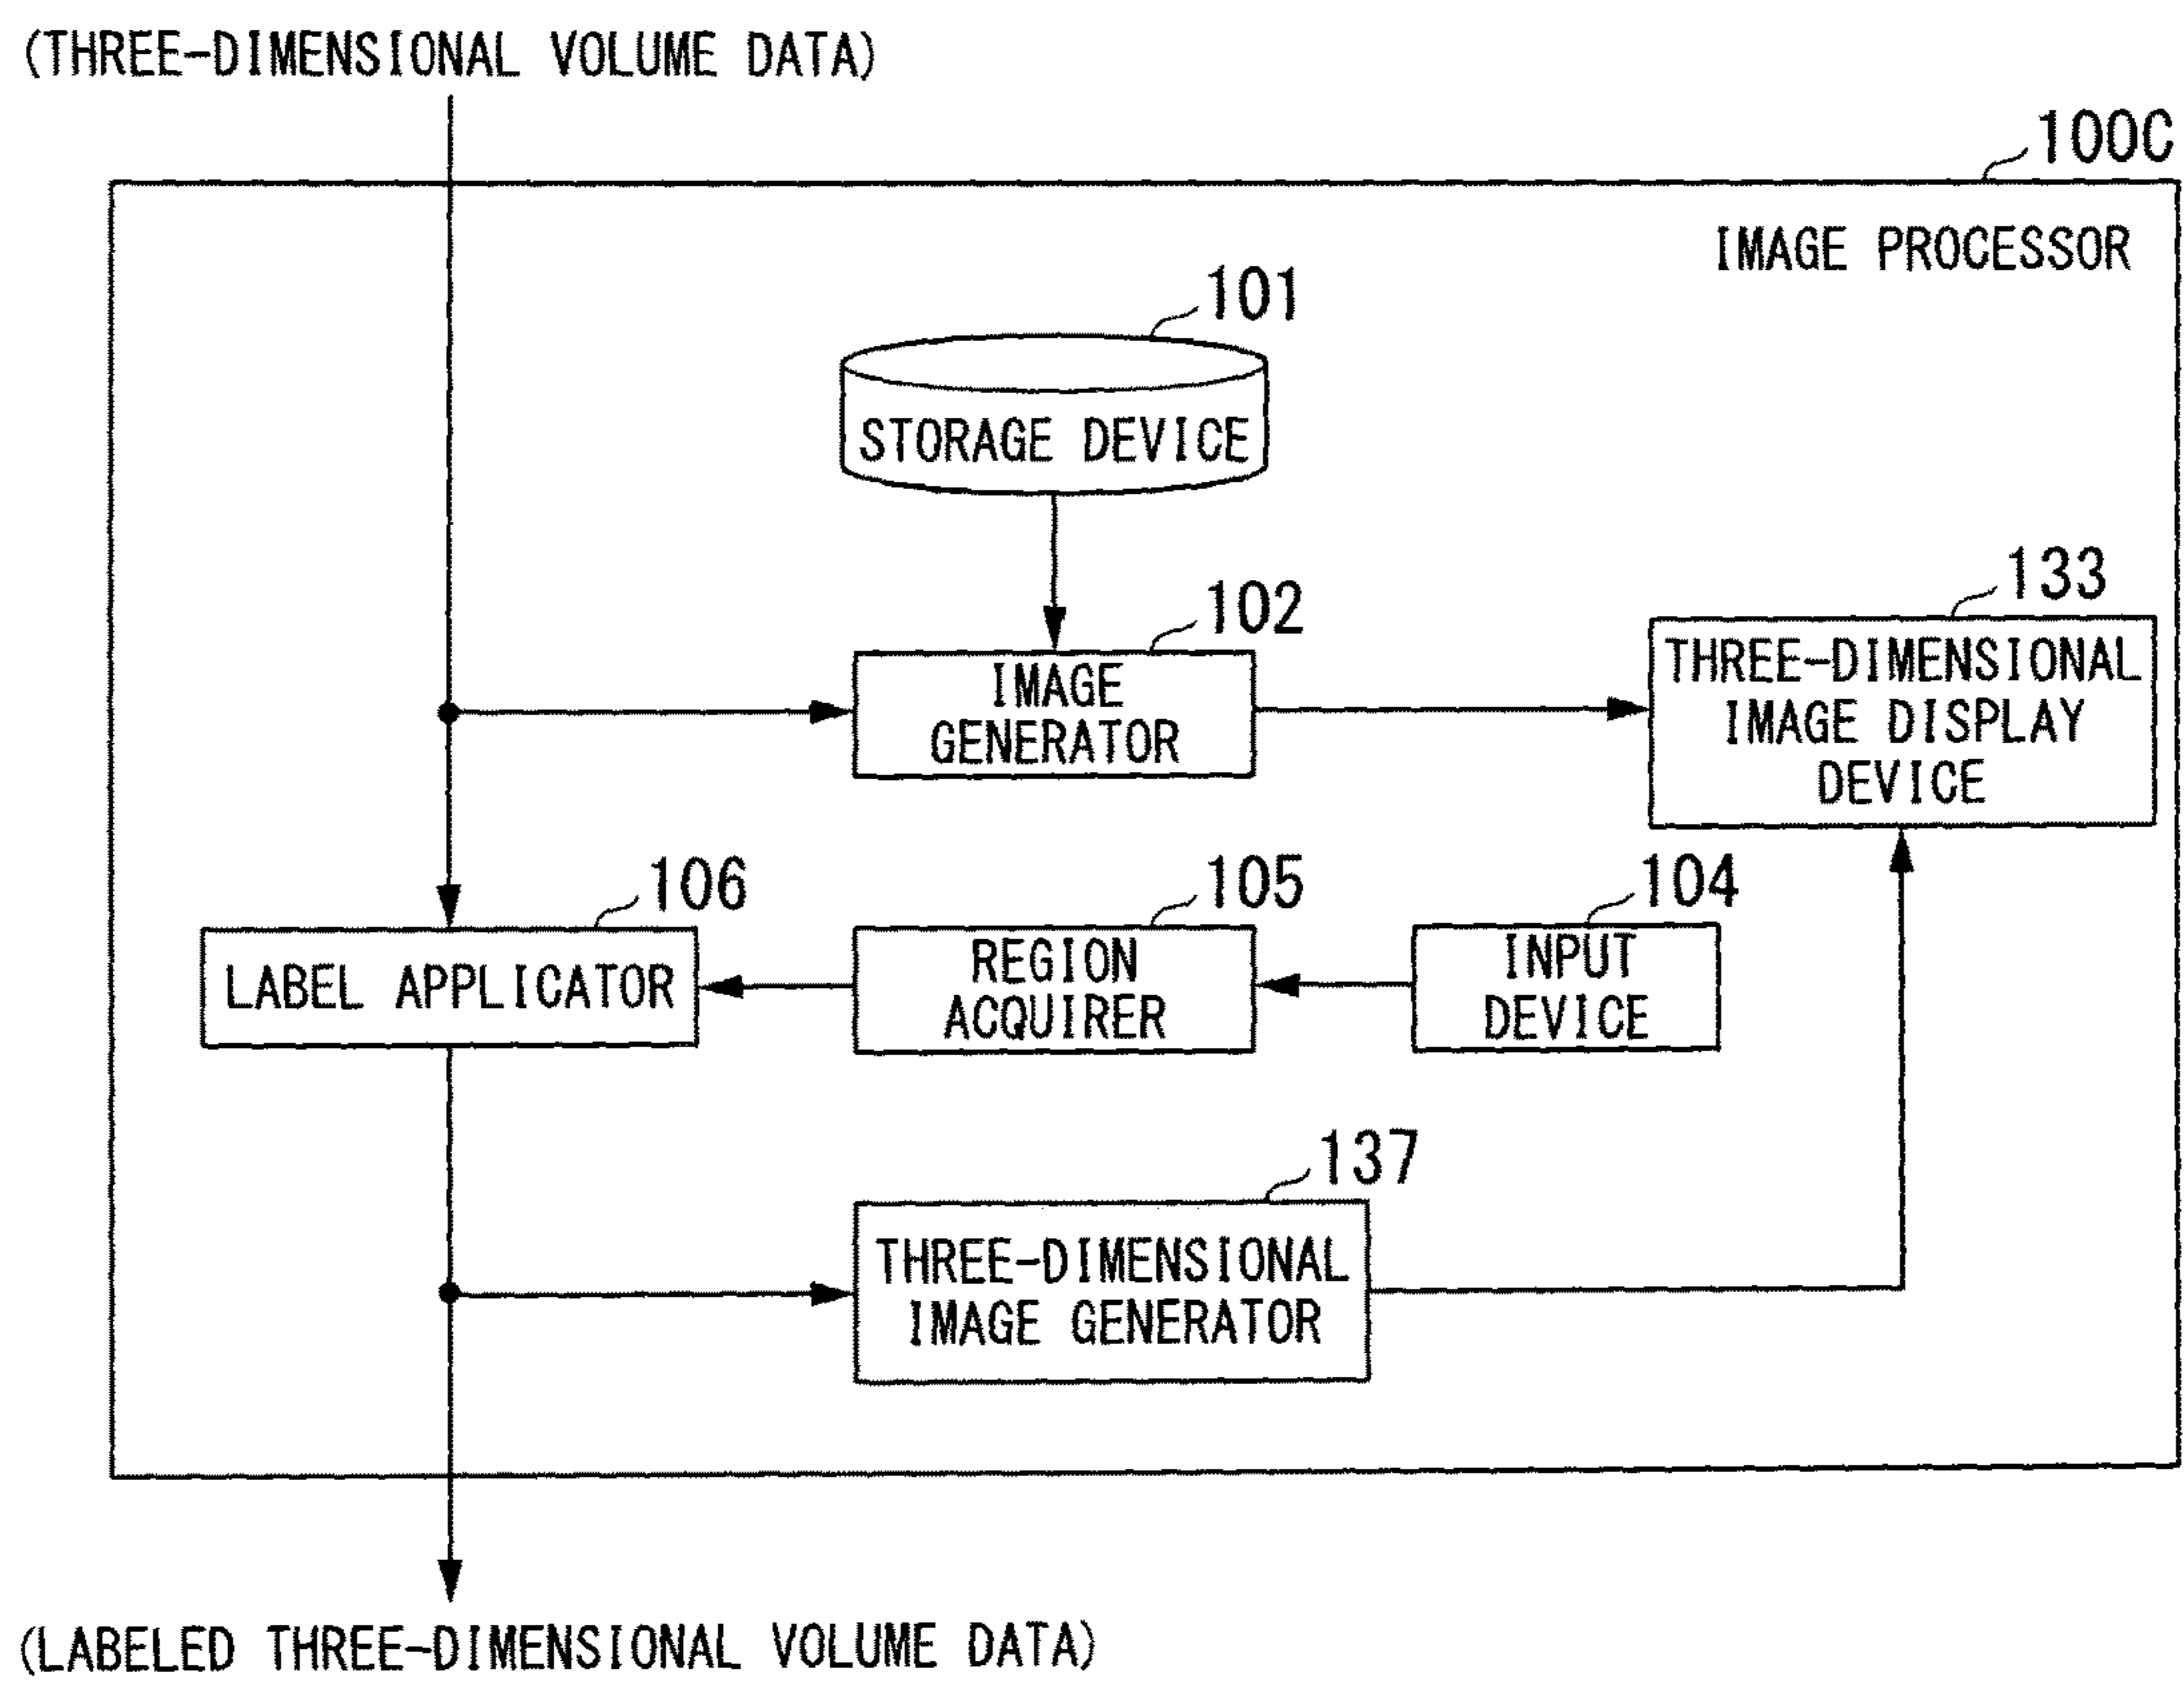 (THREE-DIMENSIONAL VOLUME DATA)
100C
IMAGE PROCESSOR
101
STORAGE DEVICE
102
IMAGE
GENERATOR
133
THREE-DIMENSIONAL
IMAGE DISPLAY
DEVICE
106
LABEL APPLICATOR
105
REGION
ACQUIRER
104
INPUT
DEVICE
137
THREE-DIMENSIONAL
IMAGE GENERATOR
(LABELED THREE-DIMENSIONAL VOLUME DATA)